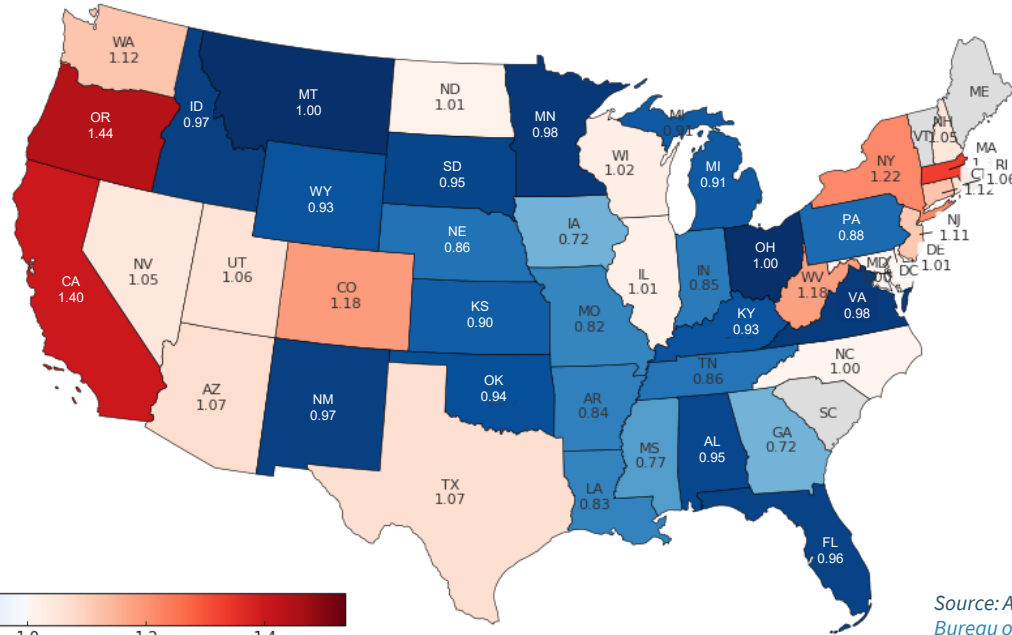 WA
1.12
OR
1.44
ID
0.97
MT
1.00
ND
1.01
MN
0.98
MI
0.91
ME
NH
1.05
VT
MA
RI
1.06
CT
1.12
NY
1.22
WI
1.02
MI
0.91
SD
0.95
WY
0.93
NE
0.86
IA
0.72
PA
0.88
NJ
1.11
DE
1.01
MD
DC
OH
1.00
IN
0.85
IL
1.01
WV
1.18
VA
0.98
KY
0.93
NV
1.05
UT
1.06
CO
1.18
KS
0.90
MO
0.82
CA
1.40
TN
0.86
NC
1.00
SC
AZ
1.07
NM
0.97
OK
0.94
AR
0.84
MS
0.77
AL
0.95
GA
0.72
TX
1.07
LA
0.83
FL
0.96
1.0 1.2 1.4
Source: A
Bureau o